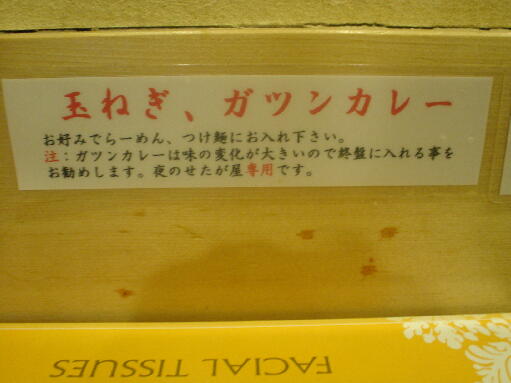 玉ねぎ、ガツンカレー
お好みでらーめん、つけ麺にお入れ下さい。
注：ガツンカレーは味の変化が大きいので終盤に入れる事を
お勧めします。夜のせたが屋専用です。
FACIAL TISSUES